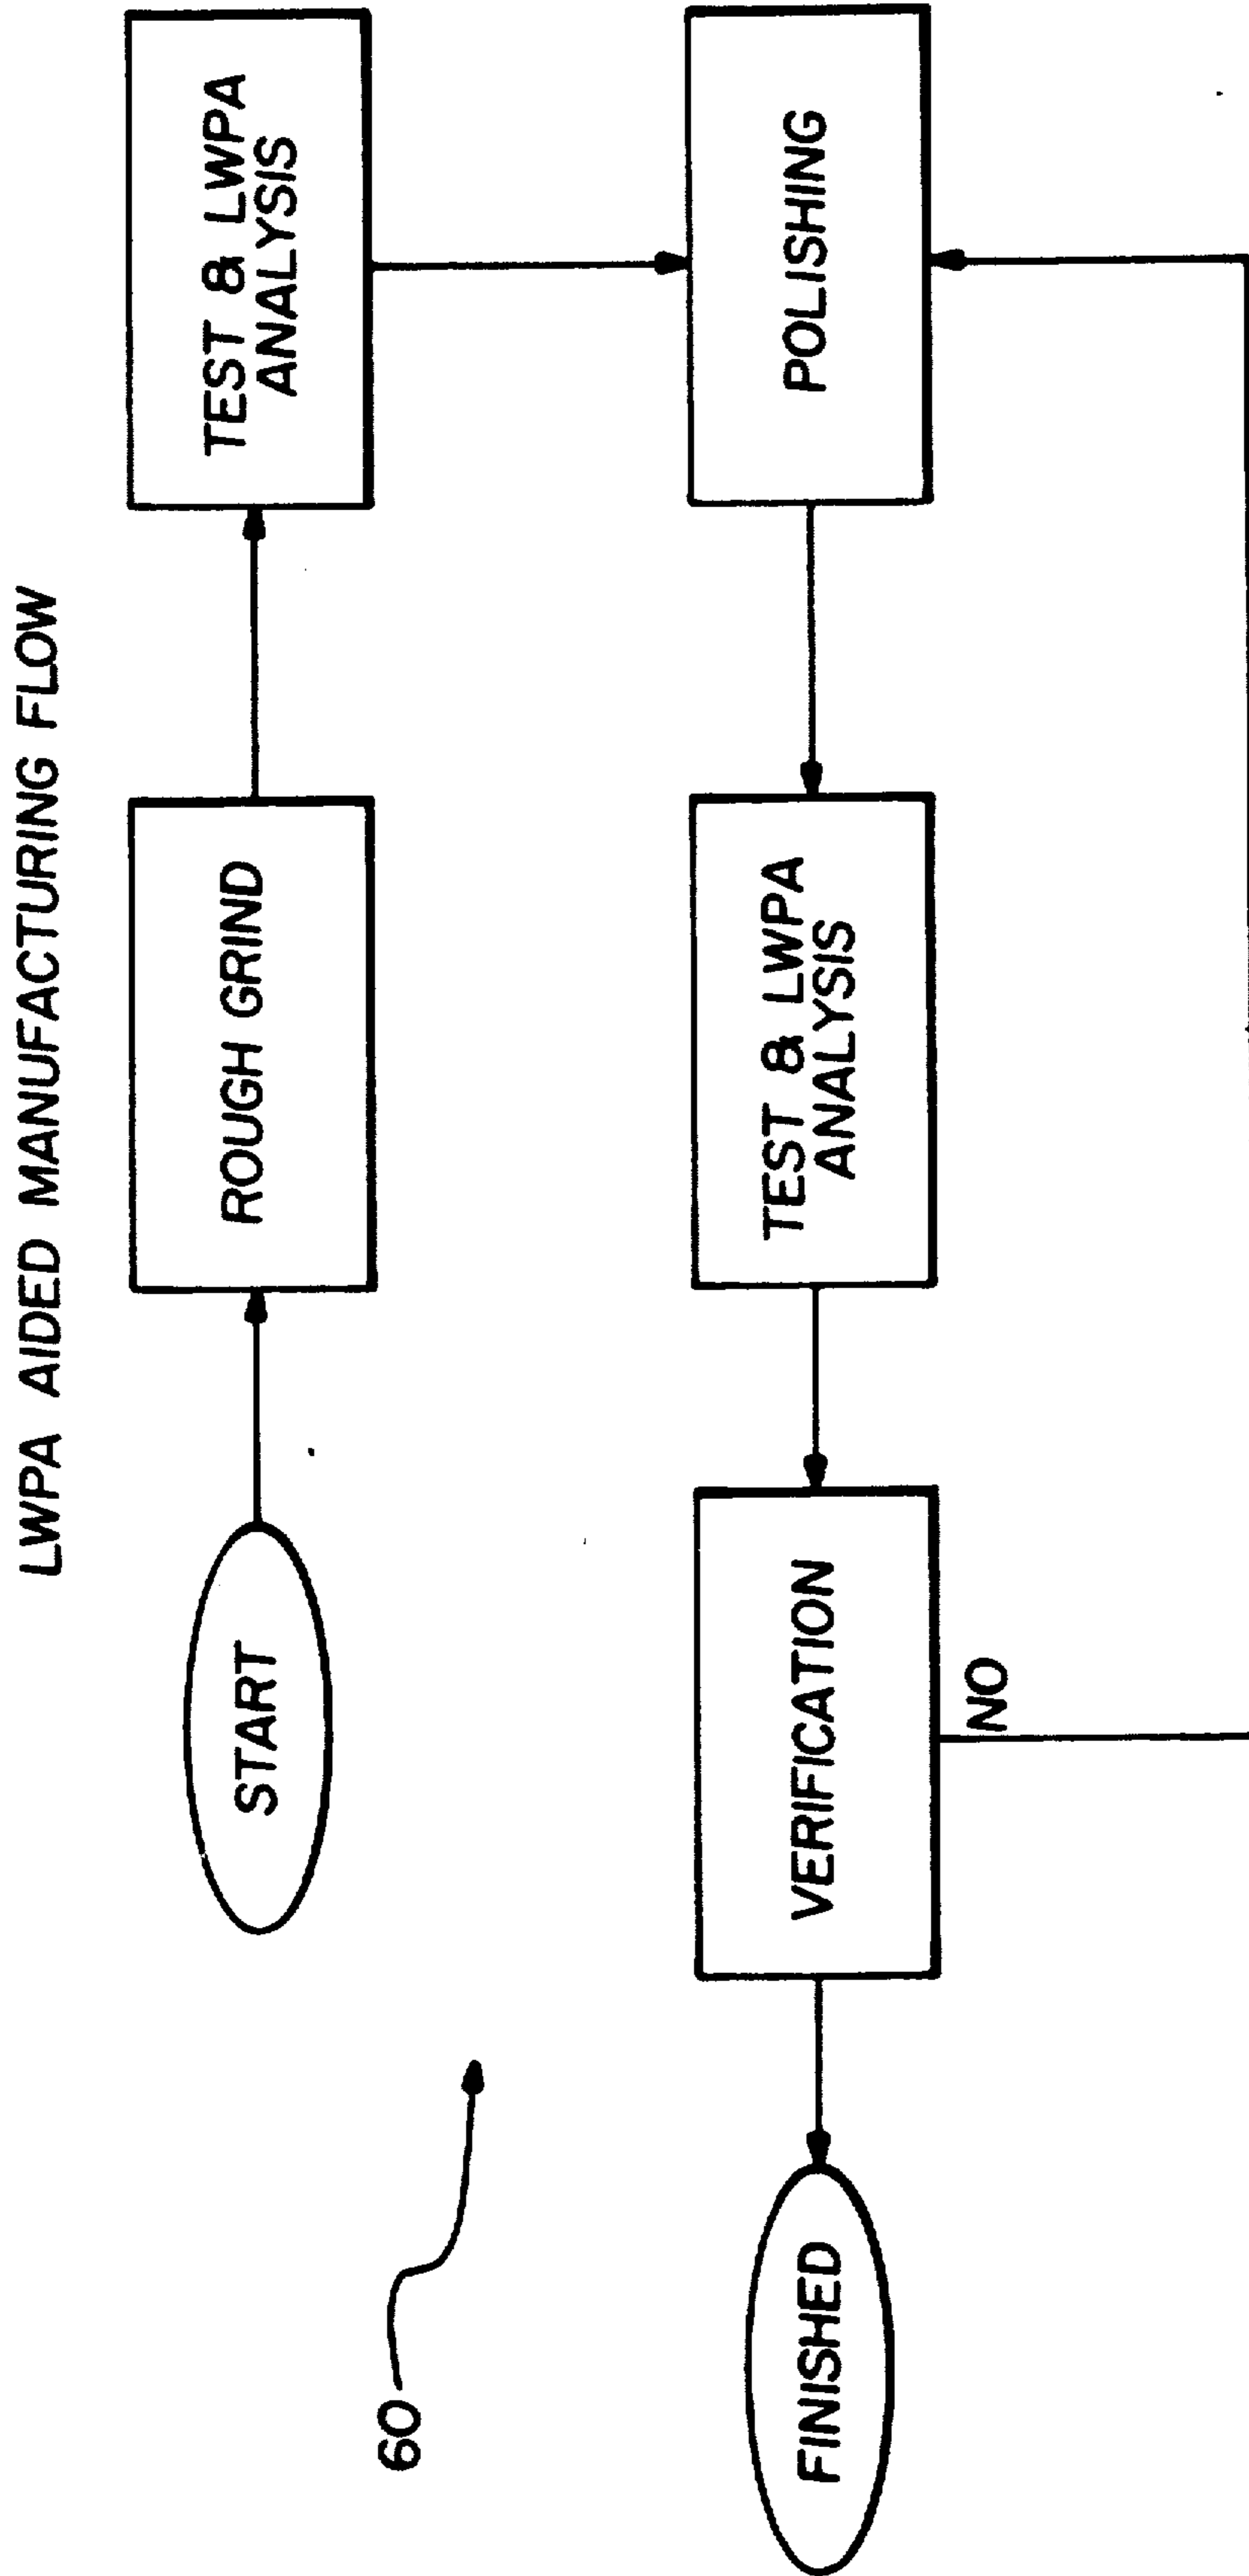 LWPA AIDED MANUFACTURING FLOW
START
ROUGH GRIND
TEST & LWPA
ANALYSIS
60
FINISHED
VERIFICATION
TEST & LWPA
ANALYSIS
POLISHING
NO